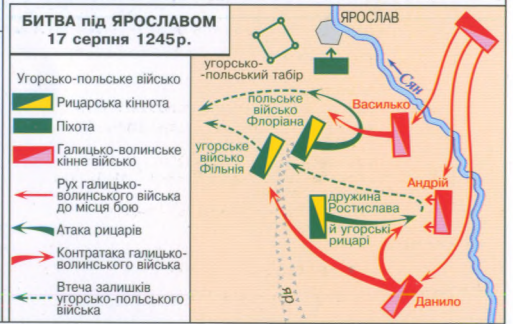 БИТВА під ЯРОСЛАВОМ
17 серпня 1245р.
Угорсько-польське військо
Рицарська кіннота
Піхота
Галицько-волинське
кінне військо
Рух галицько-
волинського війська
до місця бою
Атака рицарів
Контратака галицько-
волинського війська
Втеча залишків
угорсько-польського
війська
ЯРОСЛАВ
угорсько-
-польський табір
Сян
польське
військо
Флоріана
Василько
угорське
військо
Фільнія
Андрій
дружина
Ростислава
й угорські
рицарі
яр
Данило